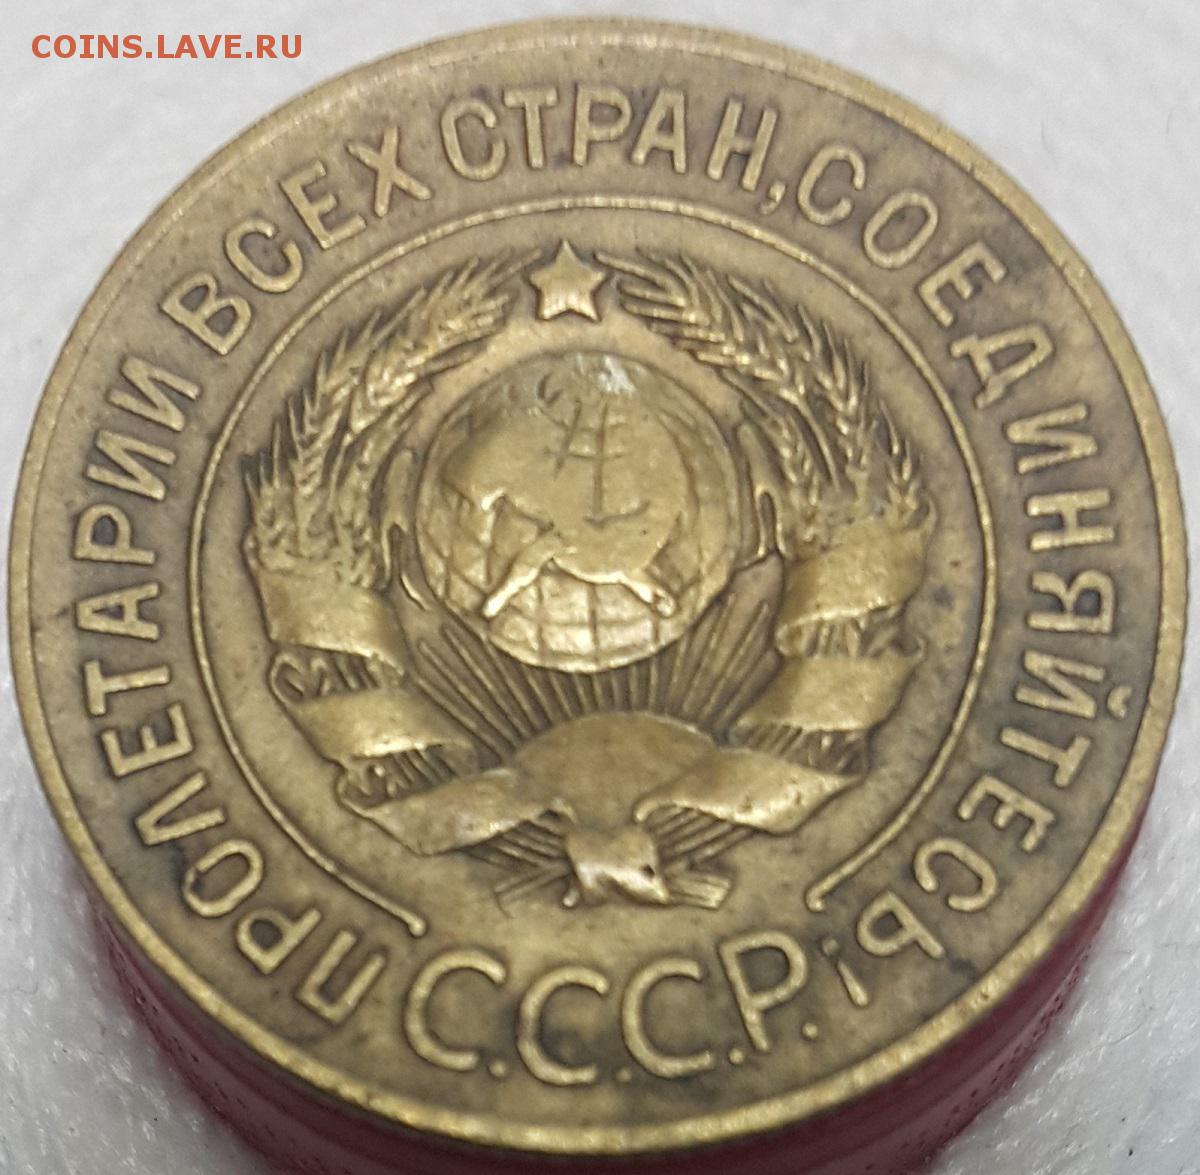 COINS.LAVE.RU
ПРОЛЕТАРИИ ВСЕХ СТРАН, СОЕДИНЯЙТЕСЬ!
С.С.С.Р.